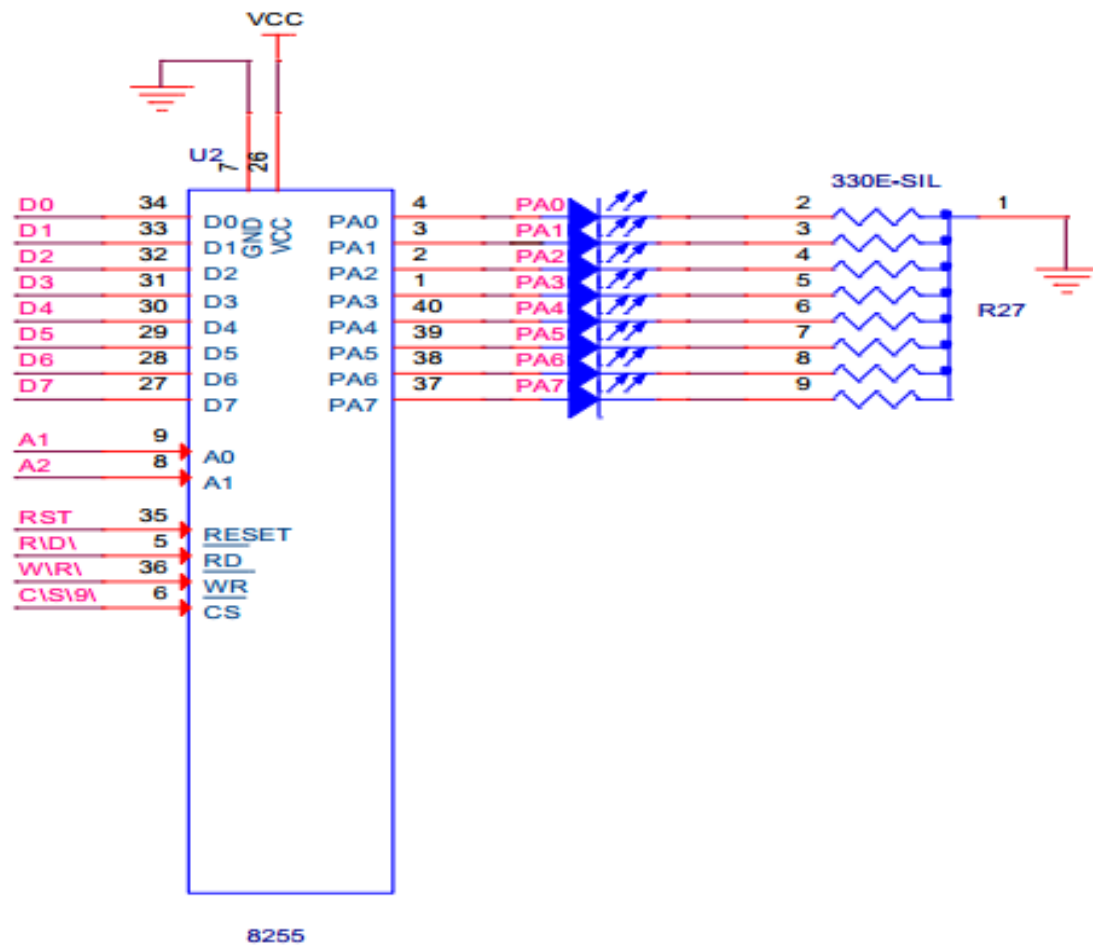 VCC
U2
7
26
330E-SIL
D0 34 D0 GND VCC PA0 4 PA0 2 1
D1 33 D1 PA1 3 PA1 3
D2 32 D2 PA2 2 PA2 4
D3 31 D3 PA3 1 PA3 5
D4 30 D4 PA4 40 PA4 6 R27
D5 29 D5 PA5 39 PA5 7
D6 28 D6 PA6 38 PA6 8
D7 27 D7 PA7 37 PA7 9
A1 9 A0
A2 8 A1
RST 35 RESET
R\D\ 5 RD
W\R\ 36 WR
C\S\9\ 6 CS
8255